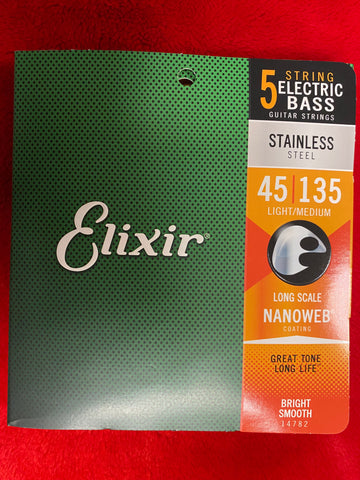 5 STRING
ELECTRIC
BASS
GUITAR STRINGS
STAINLESS
STEEL
45|135
LIGHT/MEDIUM
Elixir®
LONG SCALE
NANOWEB®
COATING
GREAT TONE
LONG LIFE™
BRIGHT
SMOOTH
14782